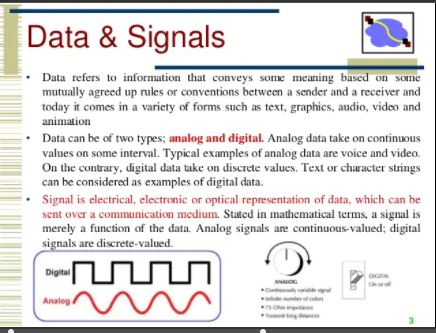 Data & Signals
• Data refers to information that conveys some meaning based on some
mutually agreed up rules or conventions between a sender and a receiver and
today it comes in a variety of forms such as text, graphics, audio, video and
animation
• Data can be of two types; analog and digital. Analog data take on continuous
values on some interval. Typical examples of analog data are voice and video.
On the contrary, digital data take on discrete values. Text or character strings
can be considered as examples of digital data.
• Signal is electrical, electronic or optical representation of data, which can be
sent over a communication medium. Stated in mathematical terms, a signal is
merely a function of the data. Analog signals are continuous-valued; digital
signals are discrete-valued.
Digital
Analog
ANALOG
• Continuously variable signal
• Infinite number of colors
• 75 Ohm impedance
• Transmit long distances
DIGITAL
On or off
3